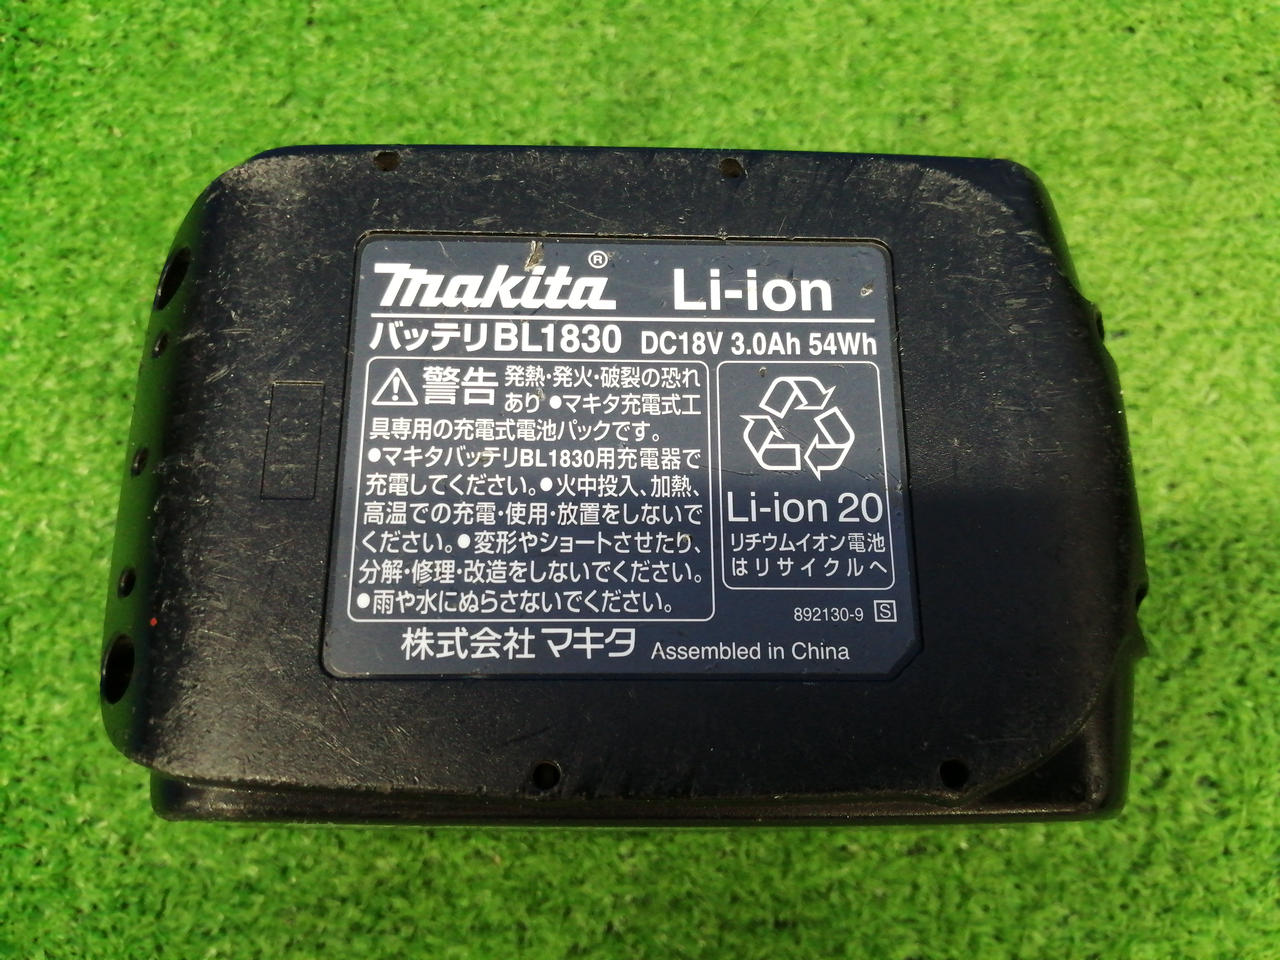 makita® Li-ion
バッテリBL1830 DC18V 3.0Ah 54Wh
警告 発熱・発火・破裂の恐れ
あり ●マキタ充電式工
具専用の充電式電池パックです。
●マキタバッテリBL1830用充電器で
充電してください。●火中投入、加熱、
高温での充電・使用・放置をしないで
ください。●変形やショートさせたり、
分解・修理・改造をしないでください。
●雨や水にぬらさないでください。
Li-ion 20
リチウムイオン電池
はリサイクルへ
892130-9 S
株式会社 マキタ Assembled in China